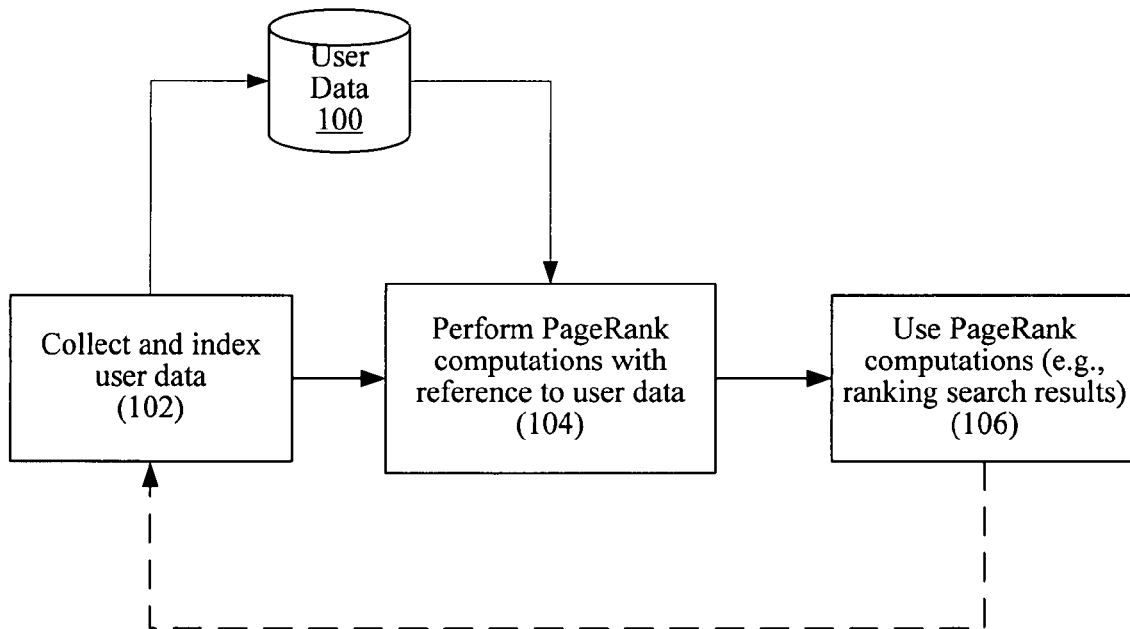 User
Data
100
Collect and index
user data
(102)
Perform PageRank
computations with
reference to user data
(104)
Use PageRank
computations (e.g.,
ranking search results)
(106)